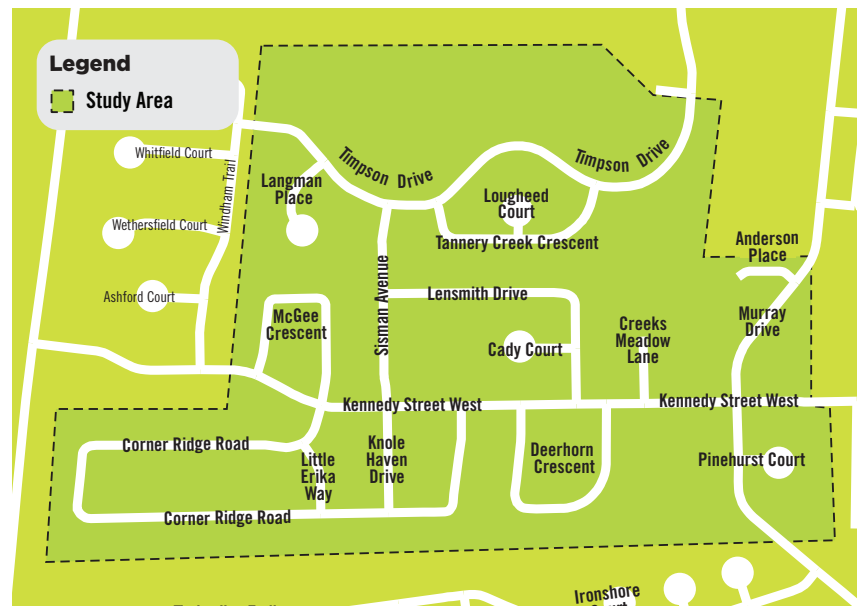 Legend
Study Area
Whitfield Court
Windham Trail
Wethersfield Court
Ashford Court
Timpson Drive
Timpson Drive
Langman
Place
Lougheed
Court
Tannery Creek Crescent
Anderson
Place
Sisman Avenue
Lensmith Drive
McGee
Crescent
Cady Court
Creeks
Meadow
Lane
Murray
Drive
Kennedy Street West
Kennedy Street West
Corner Ridge Road
Little
Erika
Way
Knole
Haven
Drive
Deerhorn
Crescent
Pinehurst Court
Corner Ridge Road
Ironshore
Court